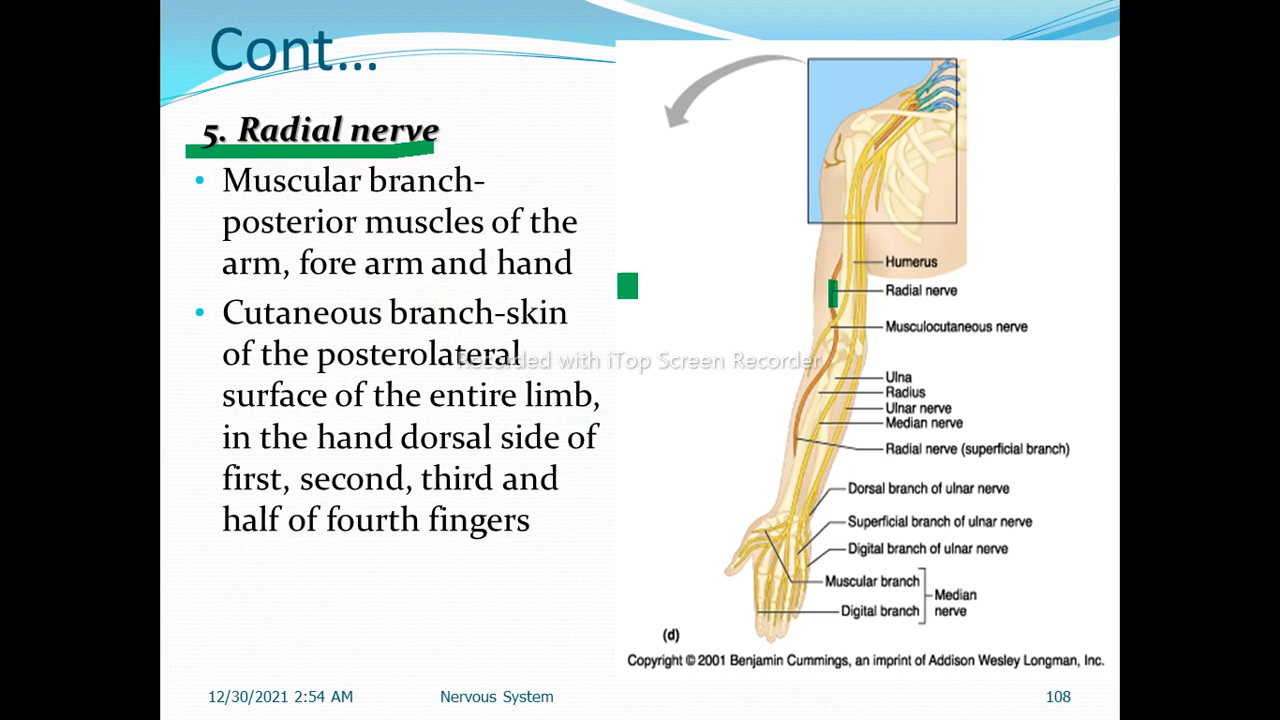 Cont...
5. Radial nerve
• Muscular branch-
posterior muscles of the
arm, fore arm and hand
• Cutaneous branch-skin
of the posterolateral
surface of the entire limb,
in the hand dorsal side of
first, second, third and
half of fourth fingers
Recorded with iTop Screen Recorder
Humerus
Radial nerve
Musculocutaneous nerve
Ulna
Radius
Ulnar nerve
Median nerve
Radial nerve (superficial branch)
Dorsal branch of ulnar nerve
Superficial branch of ulnar nerve
Digital branch of ulnar nerve
Muscular branch
Digital branch
Median
nerve
(d)
Copyright © 2001 Benjamin Cummings, an imprint of Addison Wesley Longman, Inc.
12/30/2021 2:54 AM
Nervous System
108